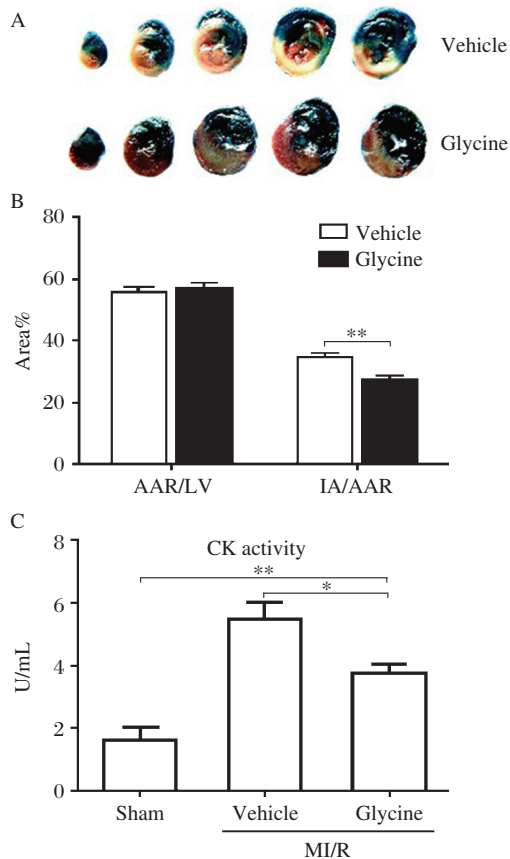 A
Vehicle
Glycine
B
80
60
40
20
0
Area%
Vehicle
Glycine
**
AAR/LV
IA/AAR
C
8
6
4
2
0
U/mL
CK activity
**
*
Sham
Vehicle
Glycine
MI/R